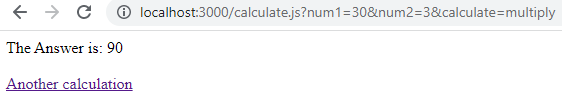 localhost:3000/calculate.js?num1=30&num2=3&calculate=multiply
The Answer is: 90
Another calculation